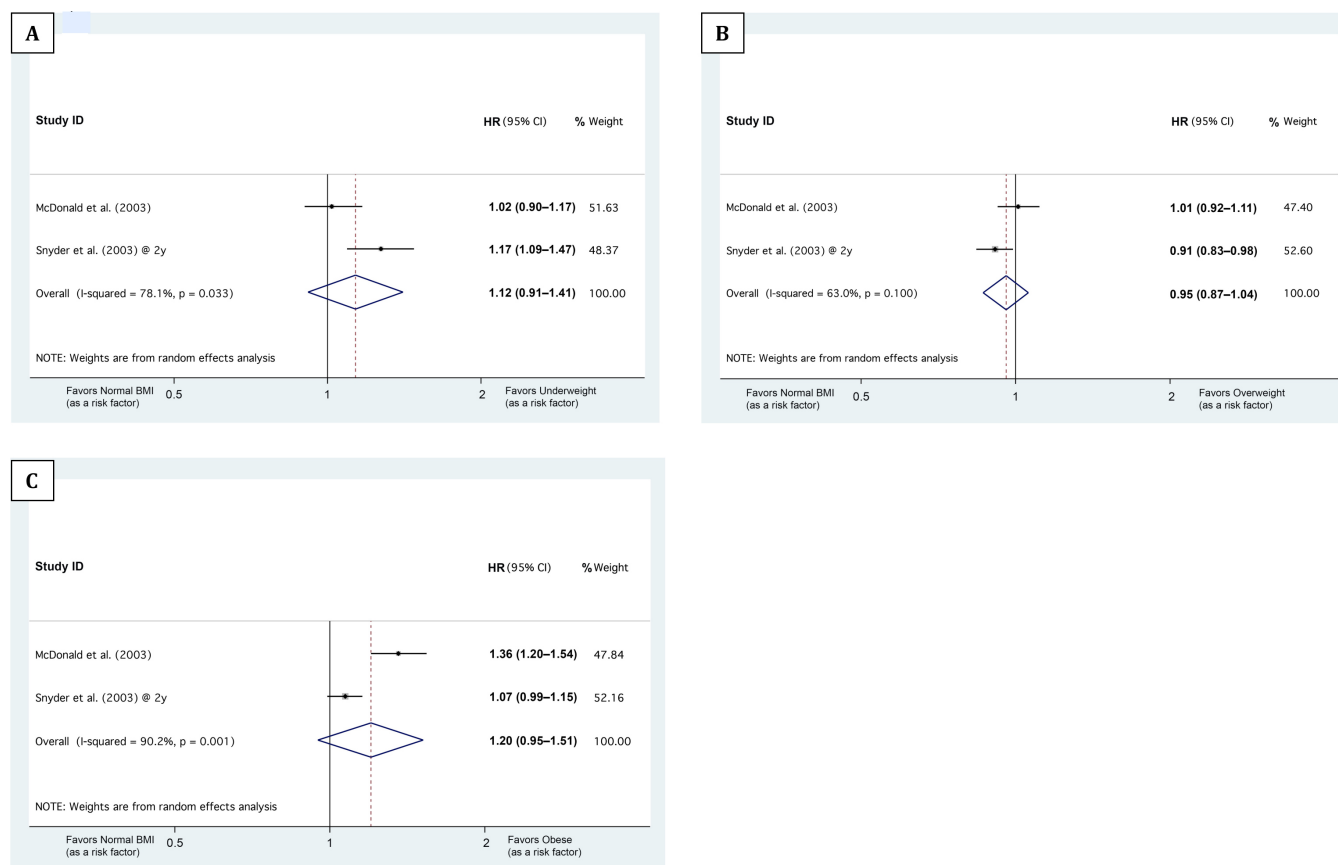 A
Study ID HR (95% CI) % Weight
McDonald et al. (2003) 1.02 (0.90–1.17) 51.63
Snyder et al. (2003) @ 2y 1.17 (1.09–1.47) 48.37
Overall (I-squared = 78.1%, p = 0.033) 1.12 (0.91–1.41) 100.00
NOTE: Weights are from random effects analysis
Favors Normal BMI
(as a risk factor)
0.5 1 2
Favors Underweight
(as a risk factor)
B
Study ID HR (95% CI) % Weight
McDonald et al. (2003) 1.01 (0.92–1.11) 47.40
Snyder et al. (2003) @ 2y 0.91 (0.83–0.98) 52.60
Overall (I-squared = 63.0%, p = 0.100) 0.95 (0.87–1.04) 100.00
NOTE: Weights are from random effects analysis
Favors Normal BMI
(as a risk factor)
0.5 1 2
Favors Overweight
(as a risk factor)
C
Study ID HR (95% CI) % Weight
McDonald et al. (2003) 1.36 (1.20–1.54) 47.84
Snyder et al. (2003) @ 2y 1.07 (0.99–1.15) 52.16
Overall (I-squared = 90.2%, p = 0.001) 1.20 (0.95–1.51) 100.00
NOTE: Weights are from random effects analysis
Favors Normal BMI
(as a risk factor)
0.5 1 2
Favors Obese
(as a risk factor)